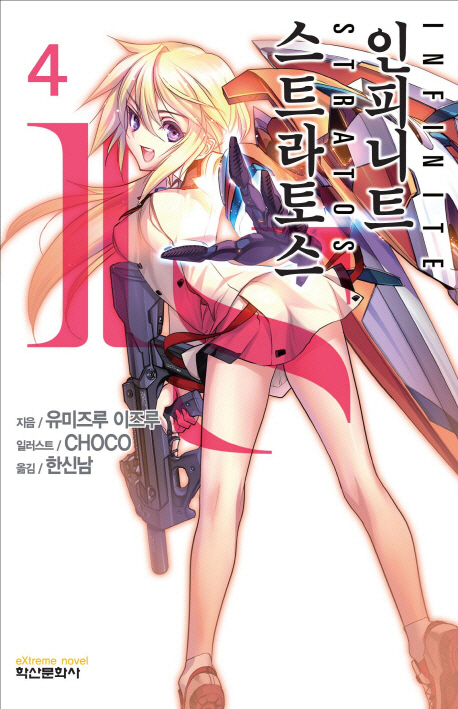 4
IS
인피니트
스트라토스
INFINITE
STRATOS
지음 / 유미즈루 이즈루
일러스트 / CHOCO
옮김 / 한신남
eXtreme novel
학산문화사